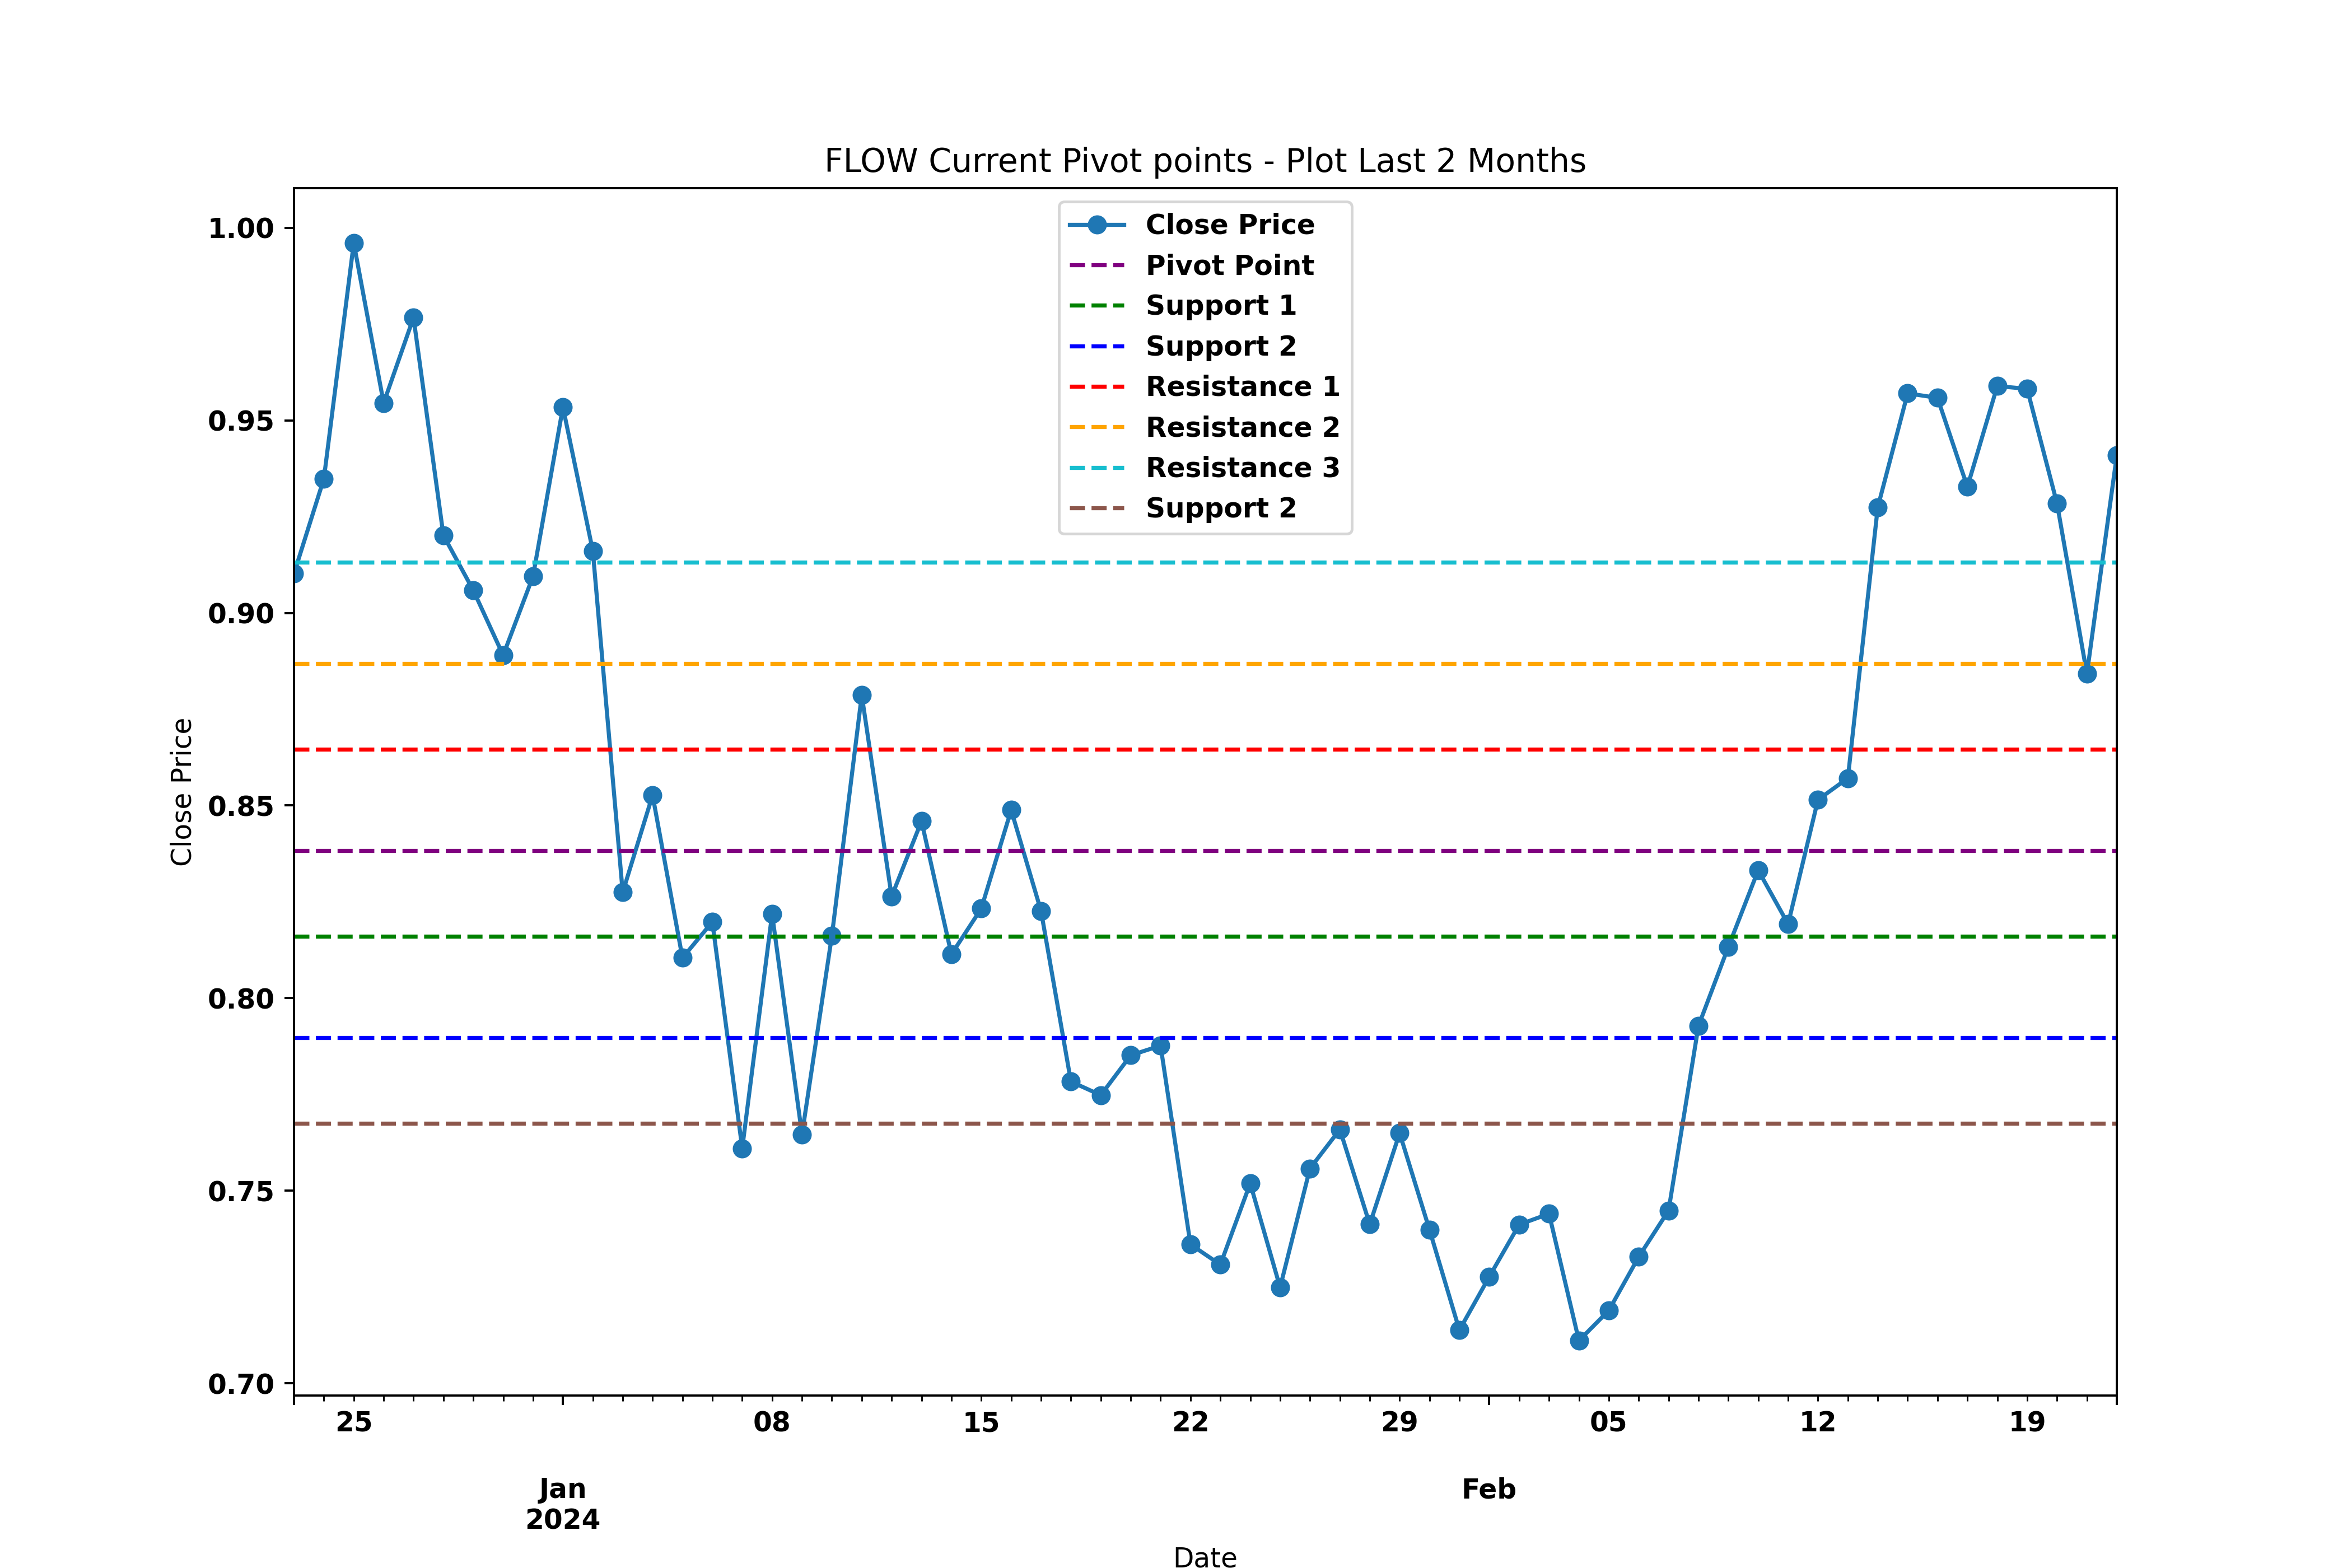 FLOW Current Pivot points - Plot Last 2 Months
Close Price
Pivot Point
Support 1
Support 2
Resistance 1
Resistance 2
Resistance 3
Support 2
1.00
0.95
0.90
0.85
0.80
0.75
0.70
Close Price
25 08 15 22 29 05 12 19
Jan Feb
2024
Date